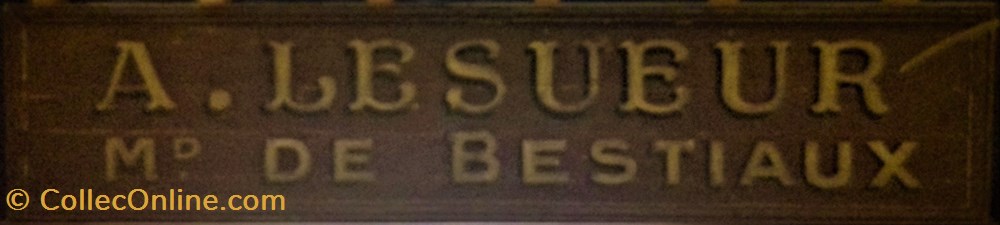 A. LESUEUR
MD DE BESTIAUX
© CollecOnline.com